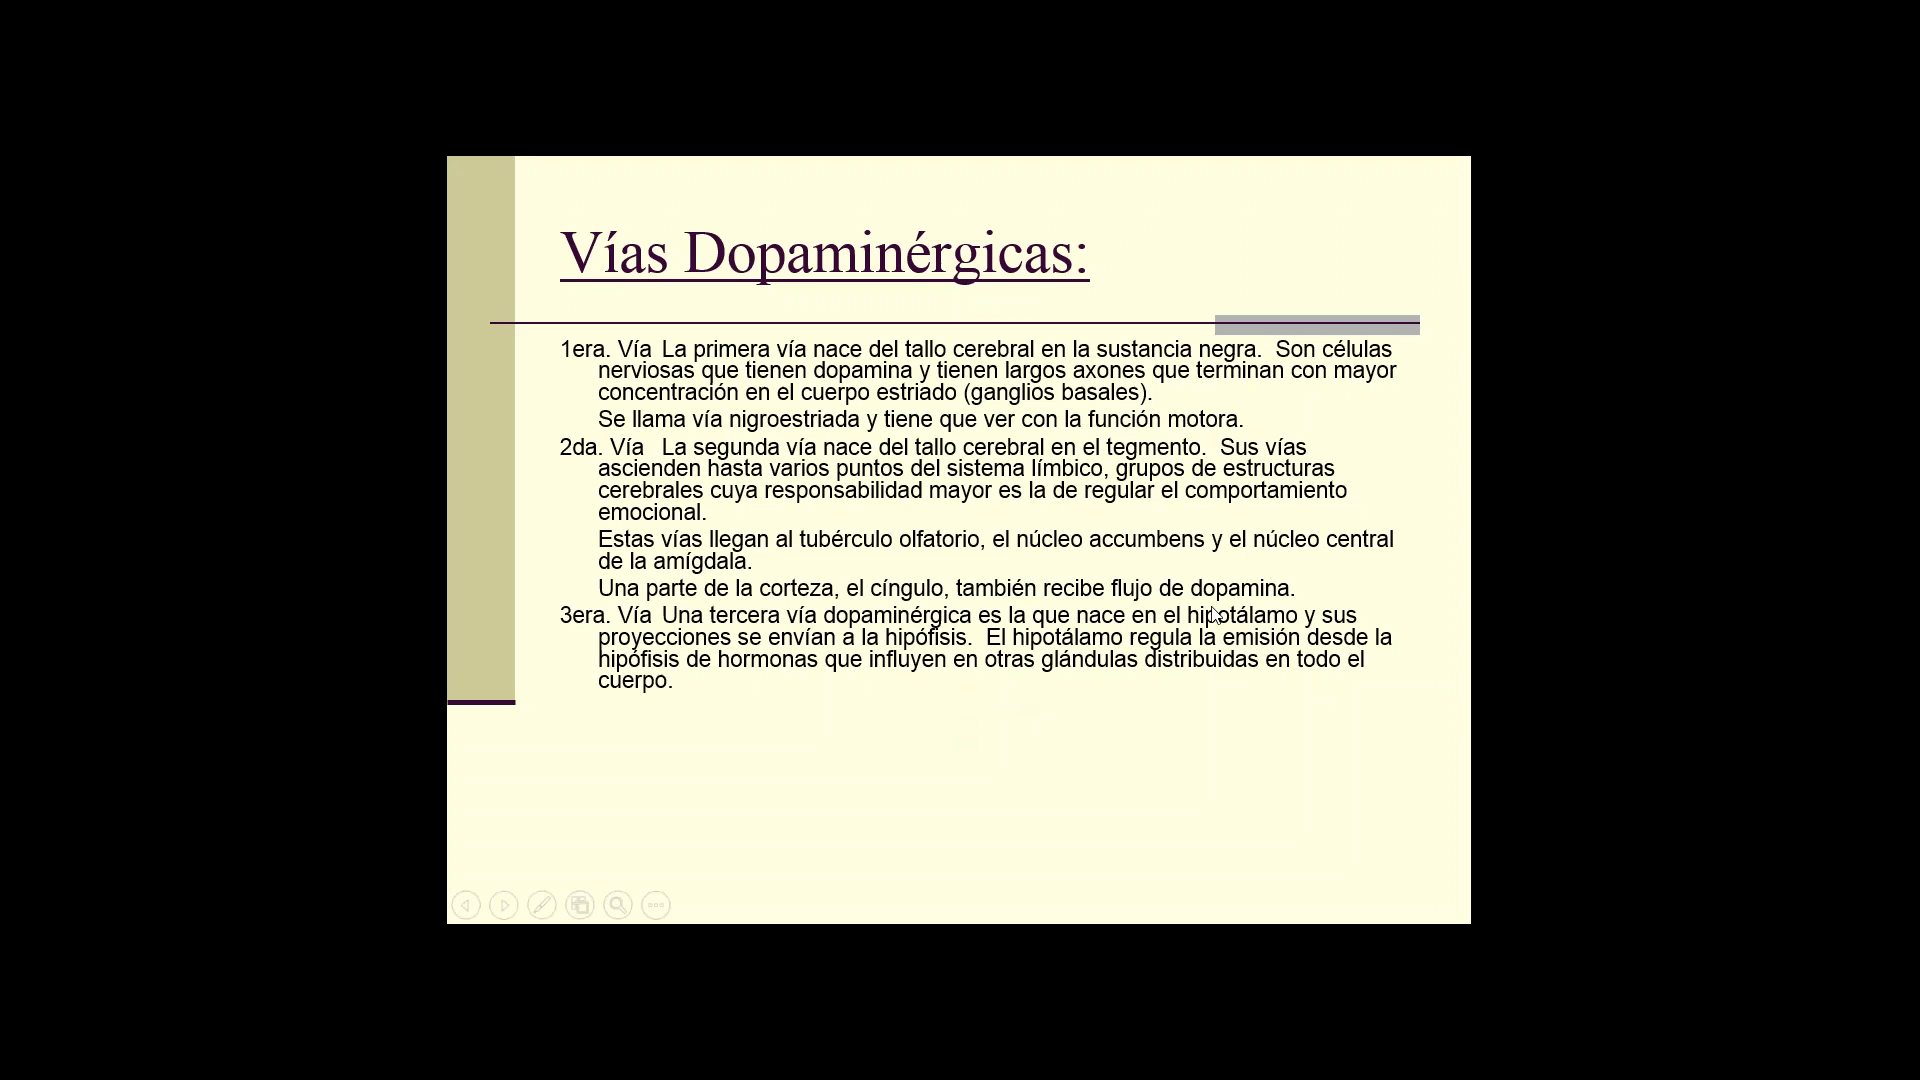 Vías Dopaminérgicas:
1era. Vía La primera vía nace del tallo cerebral en la sustancia negra. Son células
nerviosas que tienen dopamina y tienen largos axones que terminan con mayor
concentración en el cuerpo estriado (ganglios basales).
Se llama vía nigroestriada y tiene que ver con la función motora.
2da. Vía La segunda vía nace del tallo cerebral en el tegmento. Sus vías
ascienden hasta varios puntos del sistema límbico, grupos de estructuras
cerebrales cuya responsabilidad mayor es la de regular el comportamiento
emocional.
Estas vías llegan al tubérculo olfatorio, el núcleo accumbens y el núcleo central
de la amígdala.
Una parte de la corteza, el cíngulo, también recibe flujo de dopamina.
3era. Vía Una tercera vía dopaminérgica es la que nace en el hipotálamo y sus
proyecciones se envían a la hipófisis. El hipotálamo regula la emisión desde la
hipófisis de hormonas que influyen en otras glándulas distribuidas en todo el
cuerpo.